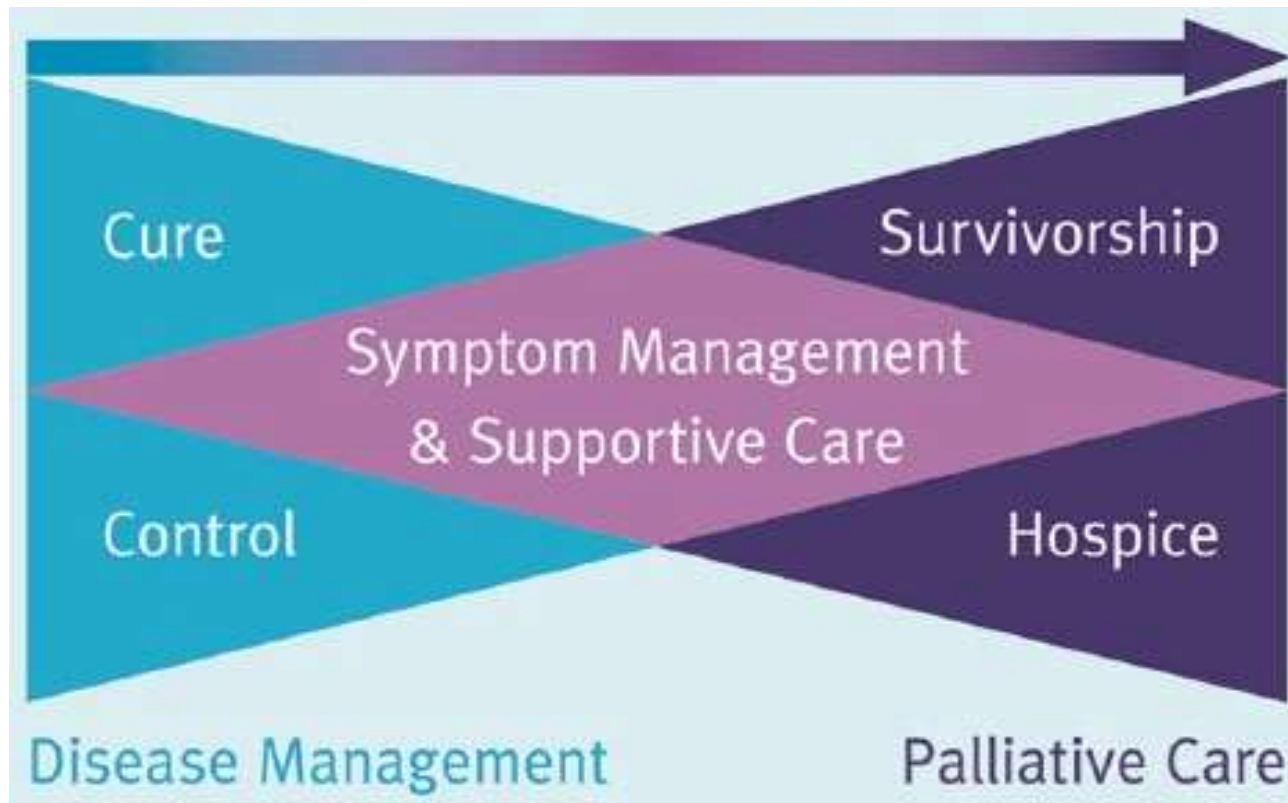 Cure
Survivorship
Symptom Management
& Supportive Care
Control
Hospice
Disease Management
Palliative Care